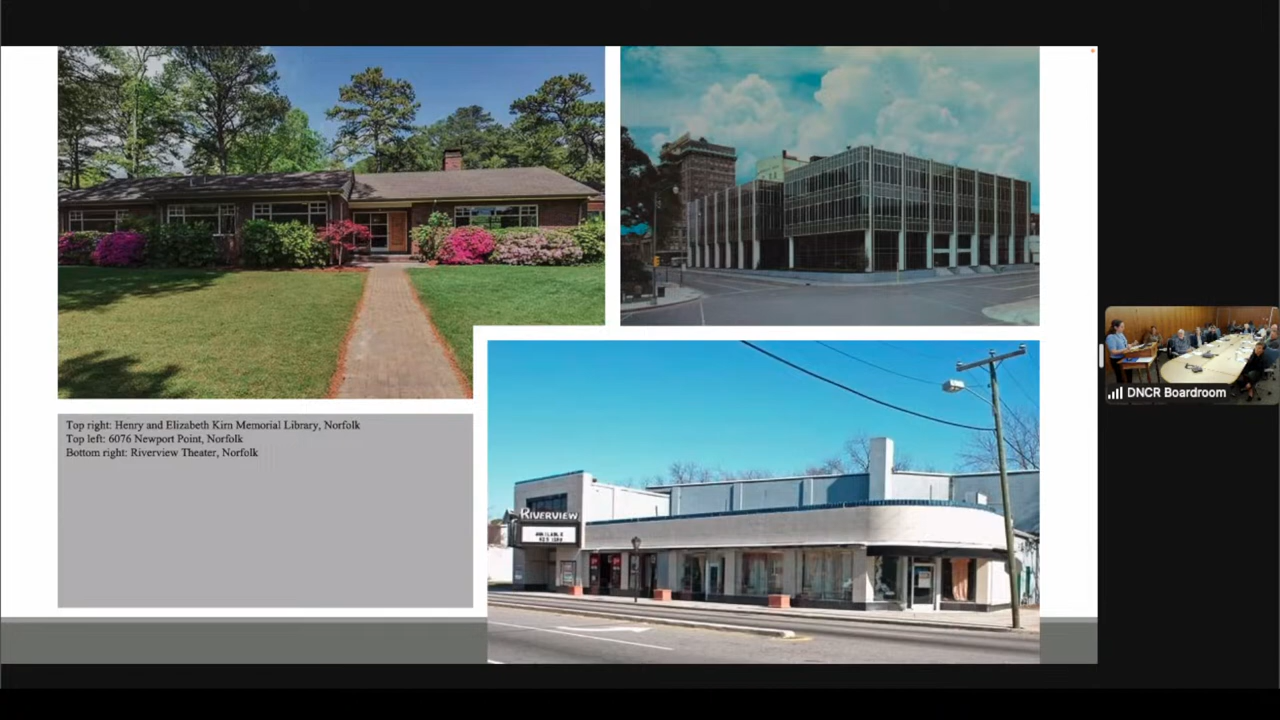 Top right: Henry and Elizabeth Kirn Memorial Library, Norfolk
Top left: 6076 Newport Point, Norfolk
Bottom right: Riverview Theater, Norfolk
RIVERVIEW
AVAILABLE
DNCR Boardroom